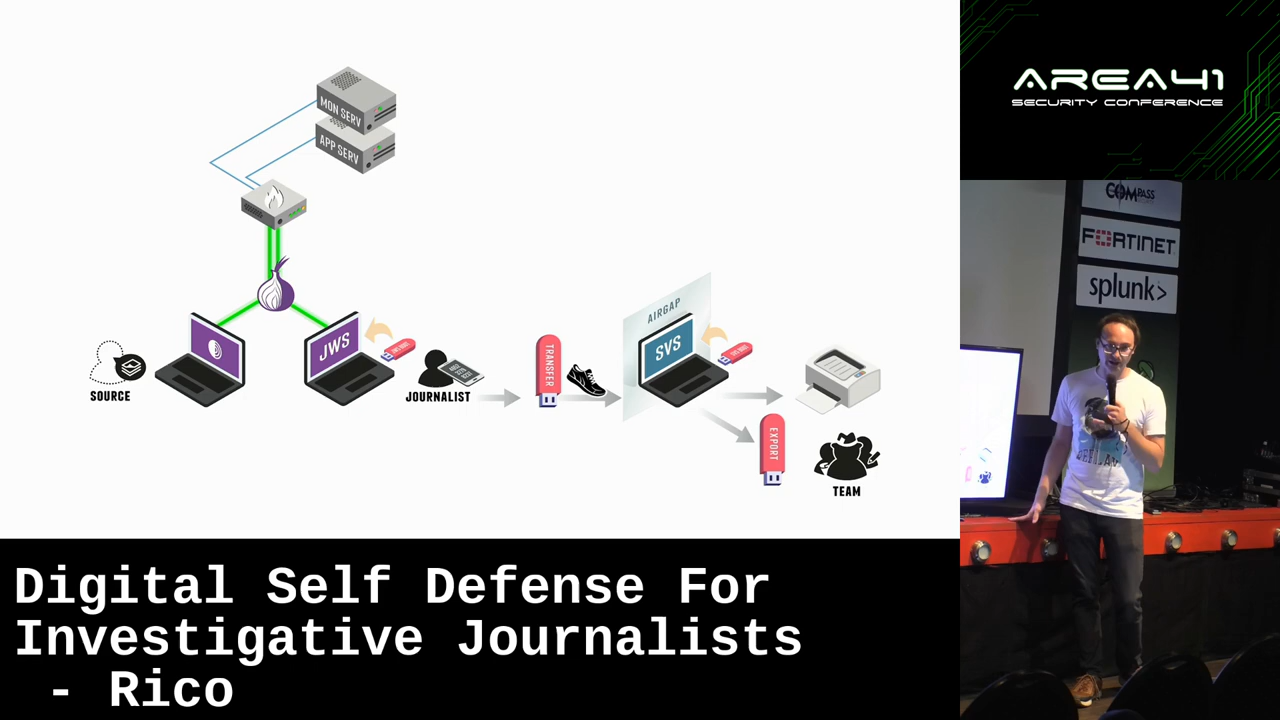 MON SERV
APP SERV
SOURCE
JWS
JOURNALIST
TRANSFER
AIRGAP
SVS
EXPORT
TEAM
Digital Self Defense For
Investigative Journalists
- Rico
AREA41
SECURITY CONFERENCE
COMPASS
FORTINET
splunk>